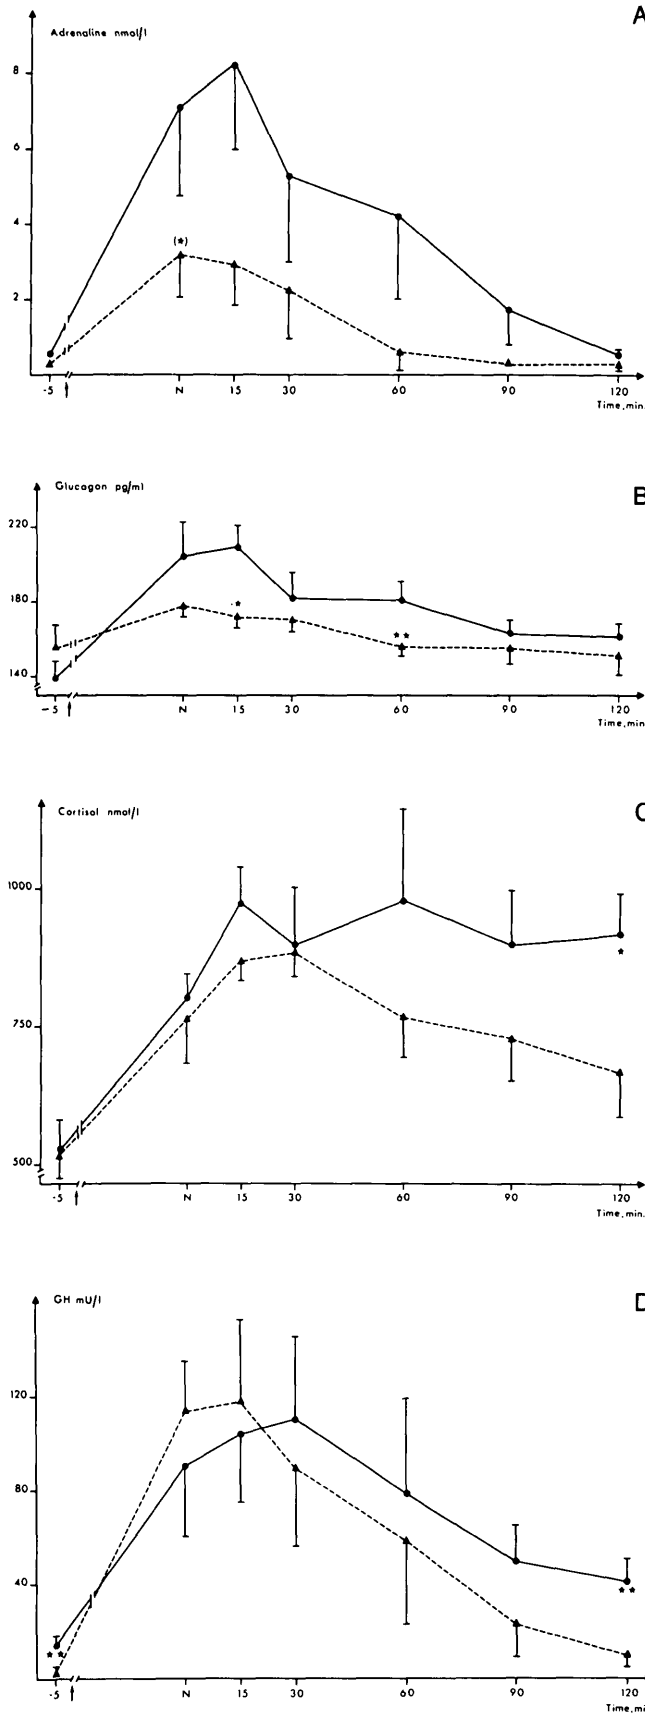 A
Adrenaline nmol/l
8
6
4
2
(*)
-5 N 15 30 60 90 120
Time, min.
B
Glucagon pg/ml
220
180
140
*
**
-5 N 15 30 60 90 120
Time, min.
C
Cortisol nmol/l
1000
750
500
*
-5 N 15 30 60 90 120
Time, min.
D
GH mU/l
120
80
40
**
**
-5 N 15 30 60 90 120
Time, mi